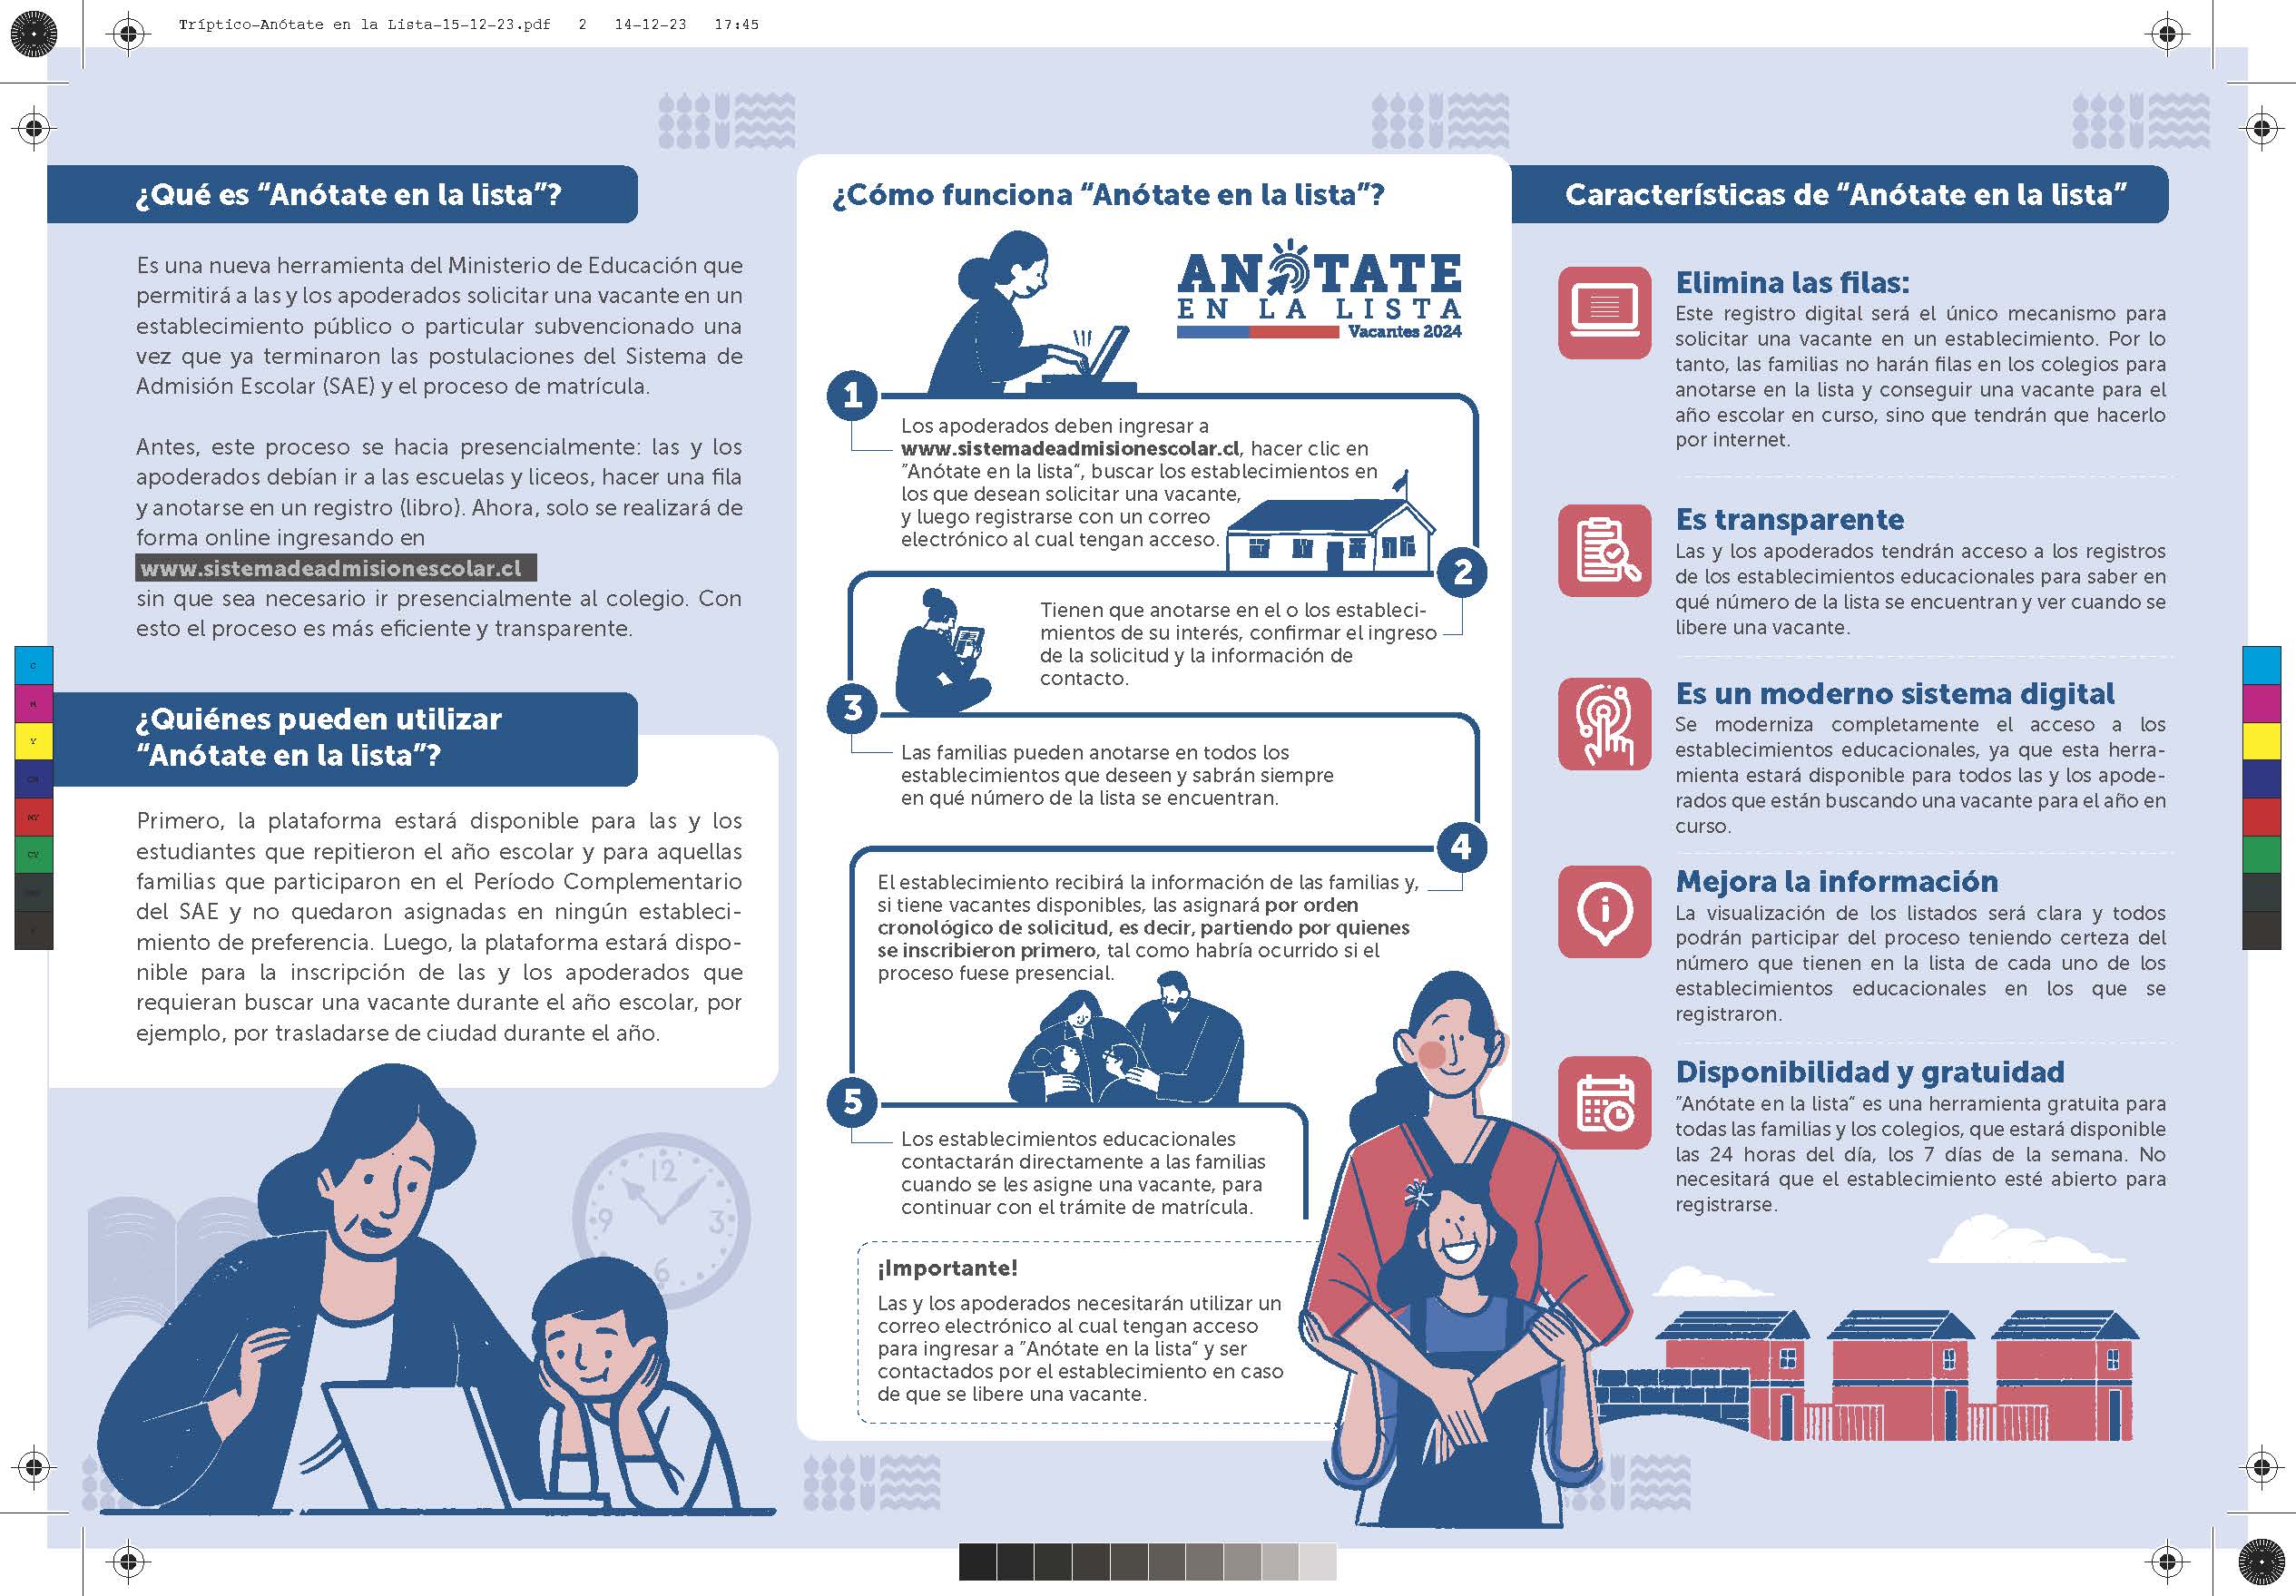 Tríptico-Anótate en la Lista-15-12-23.pdf 2 14-12-23 17:45
¿Qué es “Anótate en la lista”?
Es una nueva herramienta del Ministerio de Educación que
permitirá a las y los apoderados solicitar una vacante en un
establecimiento público o particular subvencionado una
vez que ya terminaron las postulaciones del Sistema de
Admisión Escolar (SAE) y el proceso de matrícula.
Antes, este proceso se hacia presencialmente: las y los
apoderados debían ir a las escuelas y liceos, hacer una fila
y anotarse en un registro (libro). Ahora, solo se realizará de
forma online ingresando en
www.sistemadeadmisionescolar.cl
sin que sea necesario ir presencialmente al colegio. Con
esto el proceso es más eficiente y transparente.
¿Quiénes pueden utilizar
“Anótate en la lista”?
Primero, la plataforma estará disponible para las y los
estudiantes que repitieron el año escolar y para aquellas
familias que participaron en el Período Complementario
del SAE y no quedaron asignadas en ningún estableci-
miento de preferencia. Luego, la plataforma estará dispo-
nible para la inscripción de las y los apoderados que
requieran buscar una vacante durante el año escolar, por
ejemplo, por trasladarse de ciudad durante el año.
12
9
3
6
¿Cómo funciona “Anótate en la lista”?
ANÓTATE
EN LA LISTA
Vacantes 2024
1
Los apoderados deben ingresar a
www.sistemadeadmisionescolar.cl, hacer clic en
"Anótate en la lista", buscar los establecimientos en
los que desean solicitar una vacante,
y luego registrarse con un correo
electrónico al cual tengan acceso.
2
Tienen que anotarse en el o los estableci-
mientos de su interés, confirmar el ingreso
de la solicitud y la información de
contacto.
3
Las familias pueden anotarse en todos los
establecimientos que deseen y sabrán siempre
en qué número de la lista se encuentran.
4
El establecimiento recibirá la información de las familias y,
si tiene vacantes disponibles, las asignará por orden
cronológico de solicitud, es decir, partiendo por quienes
se inscribieron primero, tal como habría ocurrido si el
proceso fuese presencial.
5
Los establecimientos educacionales
contactarán directamente a las familias
cuando se les asigne una vacante, para
continuar con el trámite de matrícula.
¡Importante!
Las y los apoderados necesitarán utilizar un
correo electrónico al cual tengan acceso
para ingresar a "Anótate en la lista" y ser
contactados por el establecimiento en caso
de que se libere una vacante.
Características de “Anótate en la lista”
Elimina las filas:
Este registro digital será el único mecanismo para
solicitar una vacante en un establecimiento. Por lo
tanto, las familias no harán filas en los colegios para
anotarse en la lista y conseguir una vacante para el
año escolar en curso, sino que tendrán que hacerlo
por internet.
Es transparente
Las y los apoderados tendrán acceso a los registros
de los establecimientos educacionales para saber en
qué número de la lista se encuentran y ver cuando se
libere una vacante.
Es un moderno sistema digital
Se moderniza completamente el acceso a los
establecimientos educacionales, ya que esta herra-
mienta estará disponible para todos las y los apode-
rados que están buscando una vacante para el año en
curso.
Mejora la información
La visualización de los listados será clara y todos
podrán participar del proceso teniendo certeza del
número que tienen en la lista de cada uno de los
establecimientos educacionales en los que se
registraron.
Disponibilidad y gratuidad
"Anótate en la lista" es una herramienta gratuita para
todas las familias y los colegios, que estará disponible
las 24 horas del día, los 7 días de la semana. No
necesitará que el establecimiento esté abierto para
registrarse.
C
M
Y
CM
MY
CY